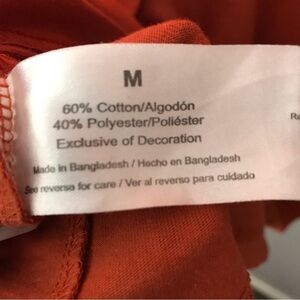 M
60% Cotton/Algodón
40% Polyester/Poliéster
Exclusive of Decoration
Made in Bangladesh / Hecho en Bangladesh
See reverse for care / Ver al reverso para cuidado